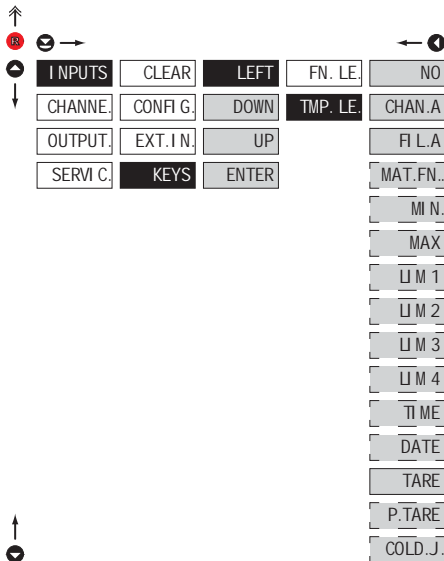 INPUTS CLEAR LEFT FN. LE. NO
CHANNE. CONFIG. DOWN TMP. LE. CHAN.A
OUTPUT. EXT.IN. UP FIL.A
SERVIC. KEYS ENTER MAT.FN..
MIN.
MAX
LIM 1
LIM 2
LIM 3
LIM 4
TIME
DATE
TARE
P.TARE
COLD.J.